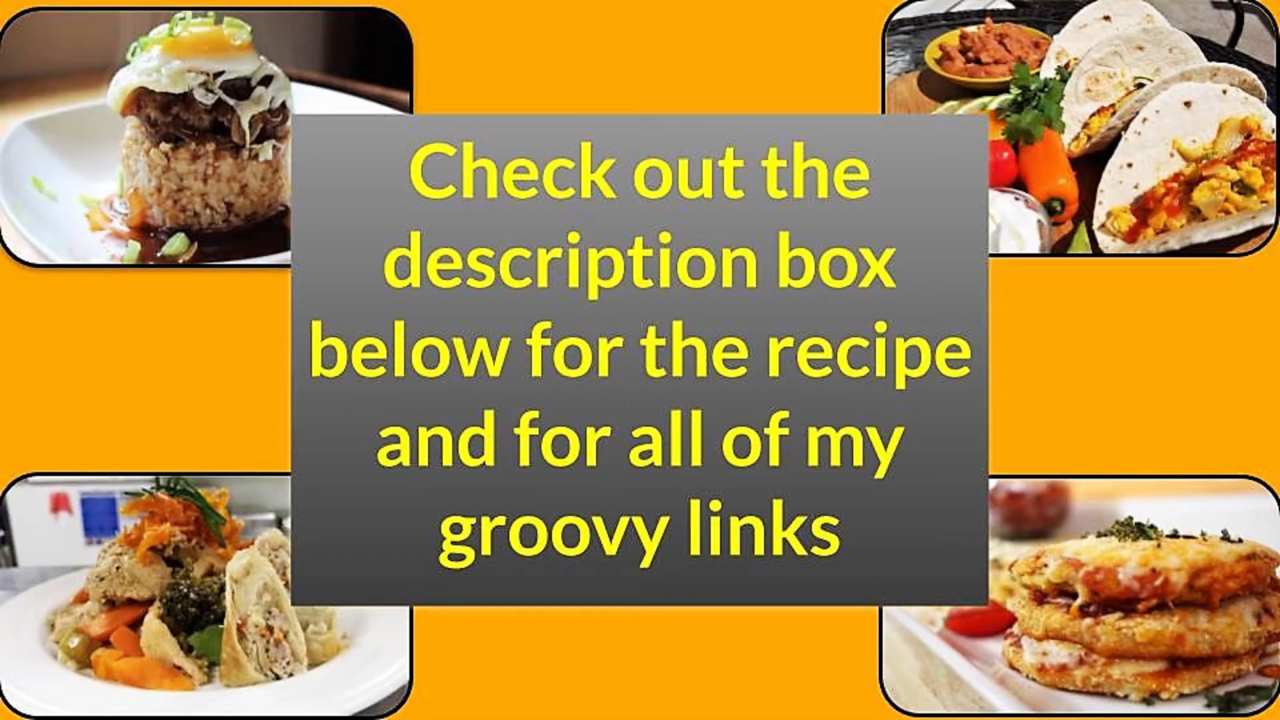 Check out the
description box
below for the recipe
and for all of my
groovy links